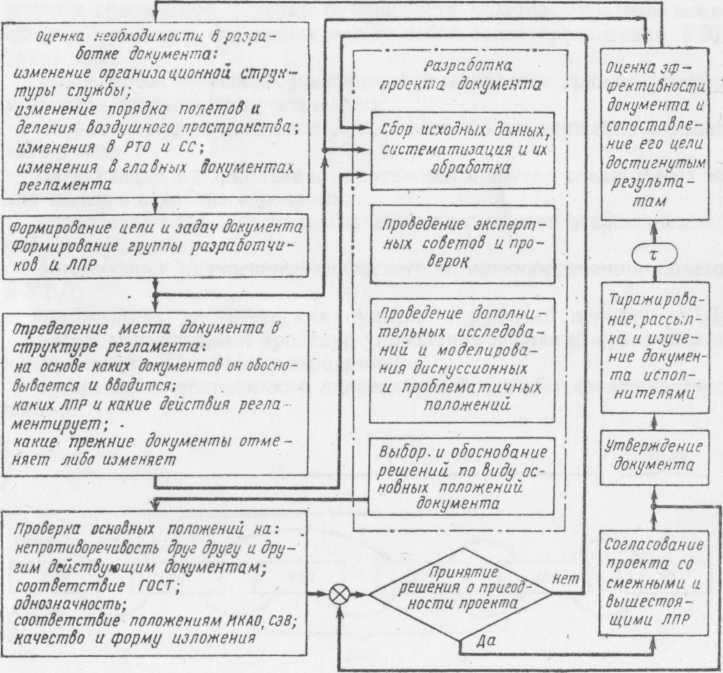 Оценка необходимости в разра-
ботке документа:
изменение организационной струк-
туры службы;
изменение порядка полетов и
деления воздушного пространства;
изменения в РТО и СС;
изменения в главных документах
регламента
Формирование цели и задач документа
Формирование группы разработчи-
ков и ЛПР
Определение места документа в
структуре регламента:
на основе каких документов он обосно-
вывается и вводится;
каких ЛПР и какие действия регла-
ментирует;
какие прежние документы отме-
няет либо изменяет
Проверка основных положений на:
непротиворечивость друг другу и дру-
гим действующим документам;
соответствие ГОСТ;
однозначность;
соответствие положениям ИКАО, СЭВ;
качество и форму изложения
Разработка
проекта документа
Сбор исходных данных,
систематизация и их
обработка
Проведение эксперт-
ных советов и про-
верок
Проведение дополни-
тельных исследова-
ний и моделирова-
ния дискуссионных
и проблематичных
положений
Выбор. и обоснование
решений по виду ос-
новных положений
документа
Принятие
решения о пригод-
ности проекта
нет
Да
Оценка эф-
фективности
документа и
сопоставле-
ние его цели
достигнутым
результа-
там
τ
Тиражирова-
ние, рассыл-
ка и изуче-
ние докумен-
та испол-
нителями
Утверждение
документа
Согласование
проекта со
смежными и
вышестоя-
щими ЛПР